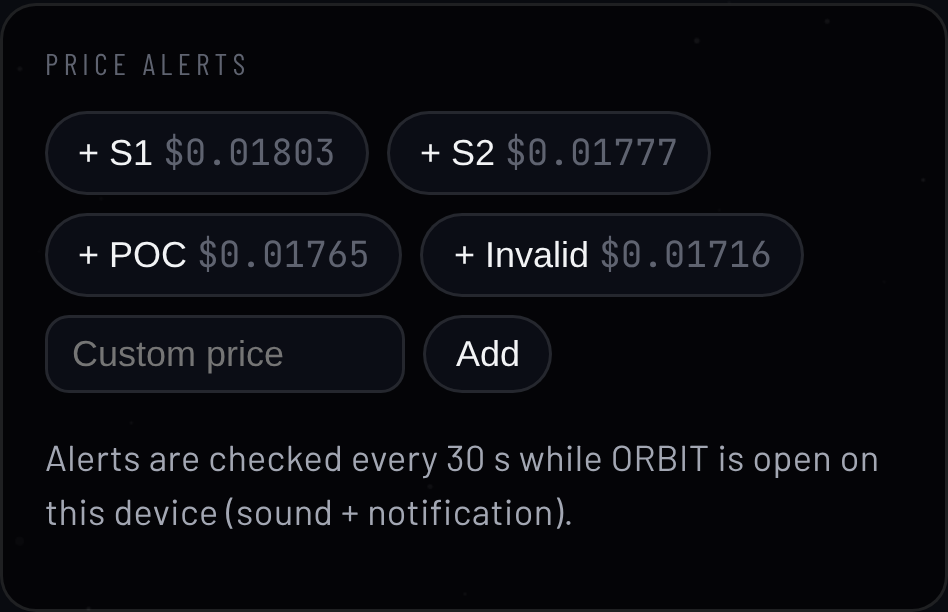 PRICE ALERTS
+ S1 $0.01803 + S2 $0.01777
+ POC $0.01765 + Invalid $0.01716
Custom price Add
Alerts are checked every 30 s while ORBIT is open on
this device (sound + notification).